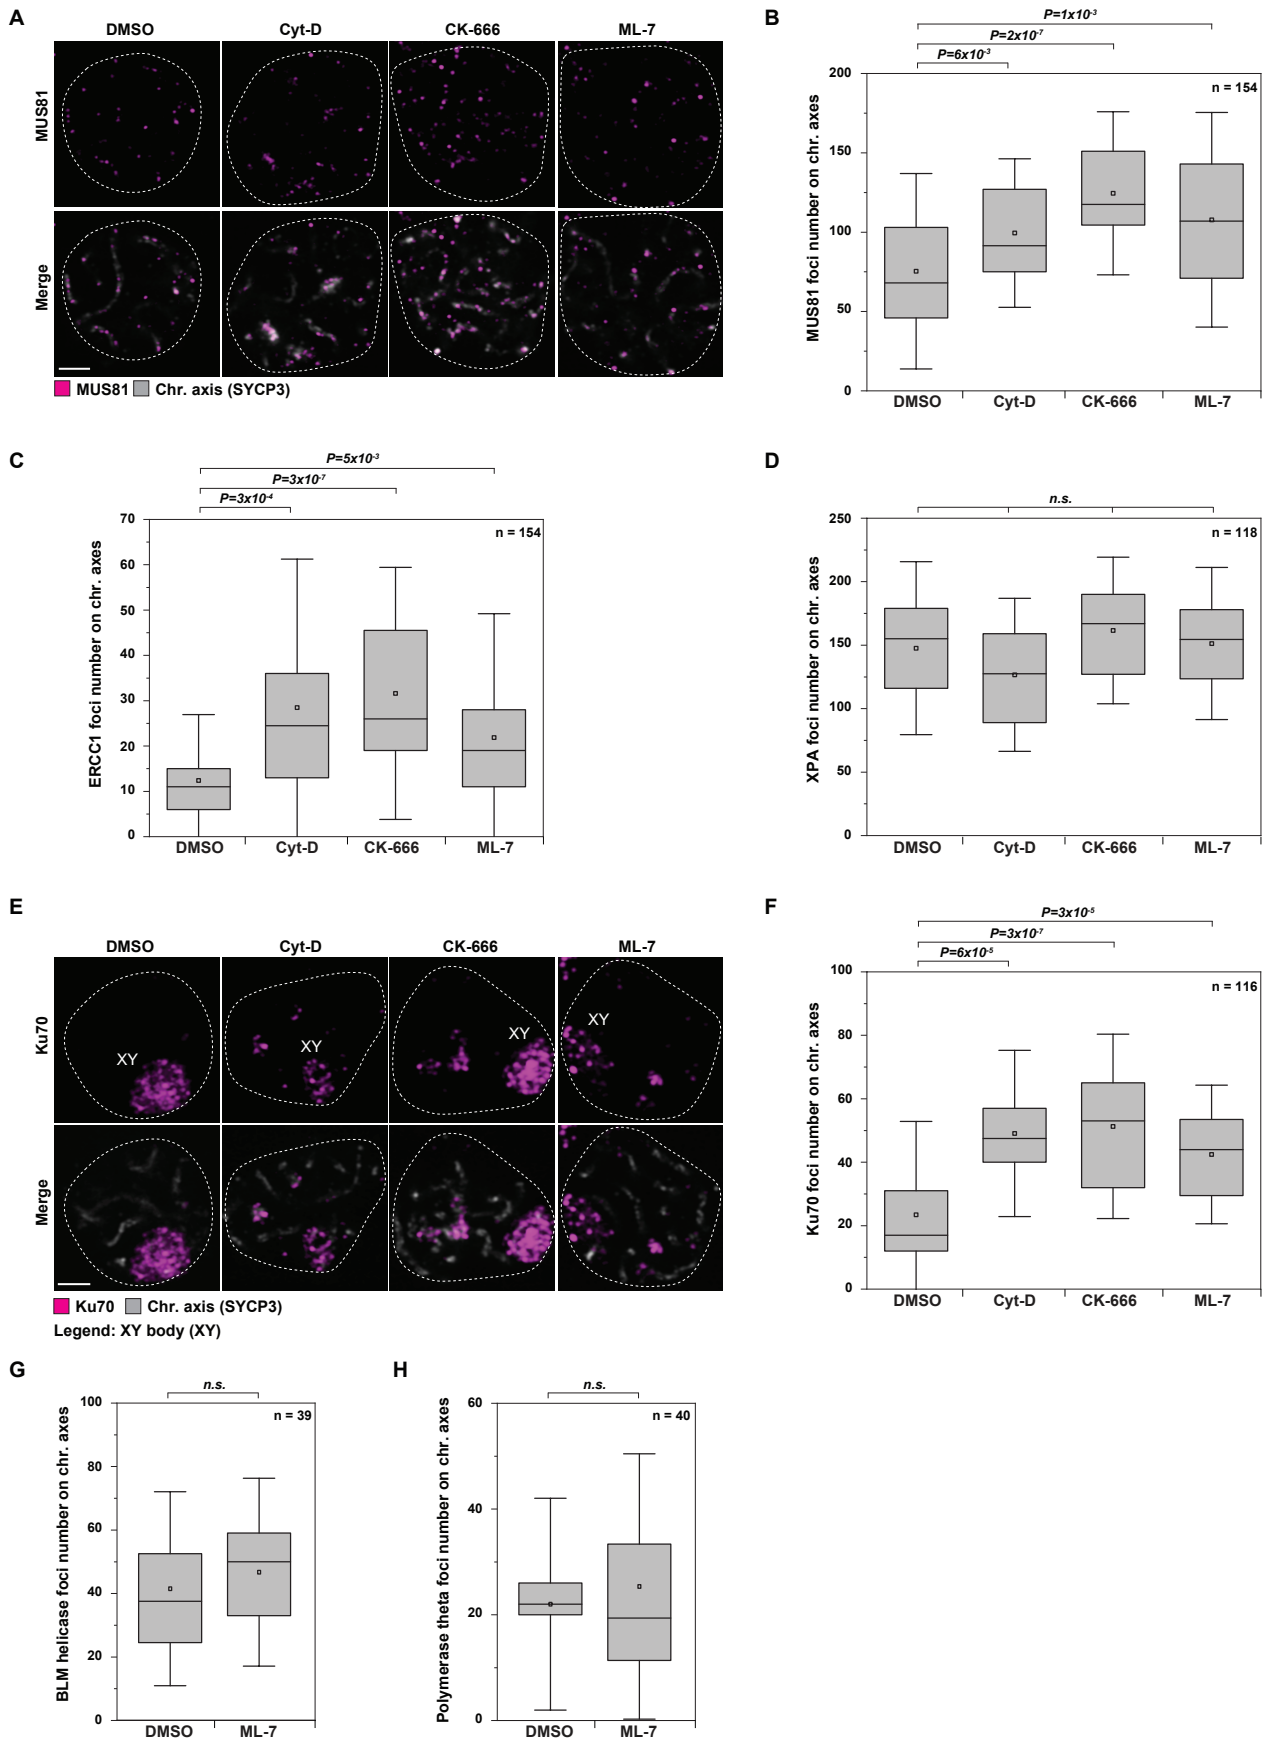 A
DMSO
Cyt-D
CK-666
ML-7
MUS81
Merge
MUS81
Chr. axis (SYCP3)
B
P=1x10-3
P=2x10-7
P=6x10-3
n = 154
MUS81 foci number on chr. axes
200
150
100
50
0
DMSO
Cyt-D
CK-666
ML-7
C
P=5x10-3
P=3x10-7
P=3x10-4
n = 154
ERCC1 foci number on chr. axes
70
60
50
40
30
20
10
0
DMSO
Cyt-D
CK-666
ML-7
D
n.s.
n = 118
XPA foci number on chr. axes
250
200
150
100
50
0
DMSO
Cyt-D
CK-666
ML-7
E
DMSO
Cyt-D
CK-666
ML-7
Ku70
XY
XY
XY
XY
Merge
Ku70
Chr. axis (SYCP3)
Legend: XY body (XY)
F
P=3x10-5
P=3x10-7
P=6x10-5
n = 116
Ku70 foci number on chr. axes
100
80
60
40
20
0
DMSO
Cyt-D
CK-666
ML-7
G
n.s.
n = 39
BLM helicase foci number on chr. axes
100
80
60
40
20
0
DMSO
ML-7
H
n.s.
n = 40
Polymerase theta foci number on chr. axes
60
40
20
0
DMSO
ML-7